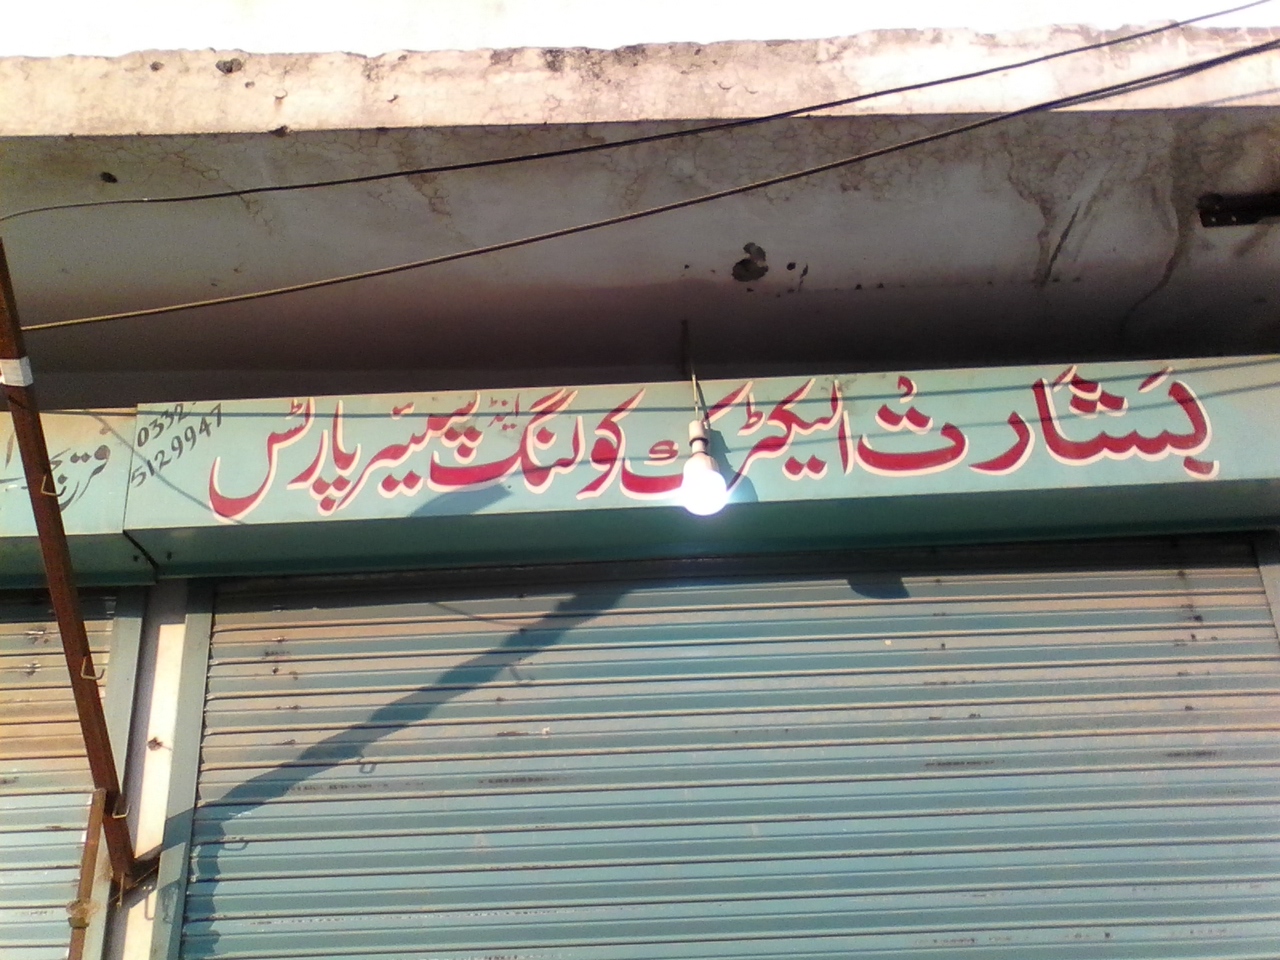 بشارت الیکٹرک کولنگ اینڈ سپیئر پارٹس
0332-
5129947